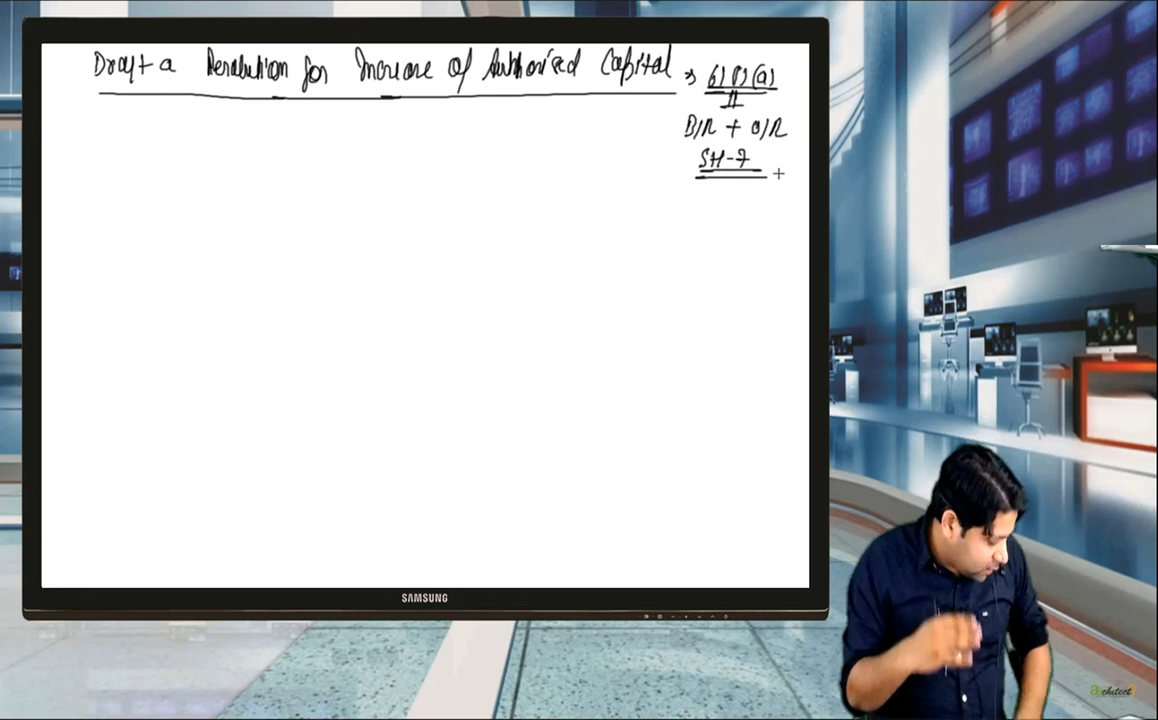 Draft a Resolution for Increase of Authorised Capital → 61(1)(a)
B/R + O/R
SH-7 +
SAMSUNG